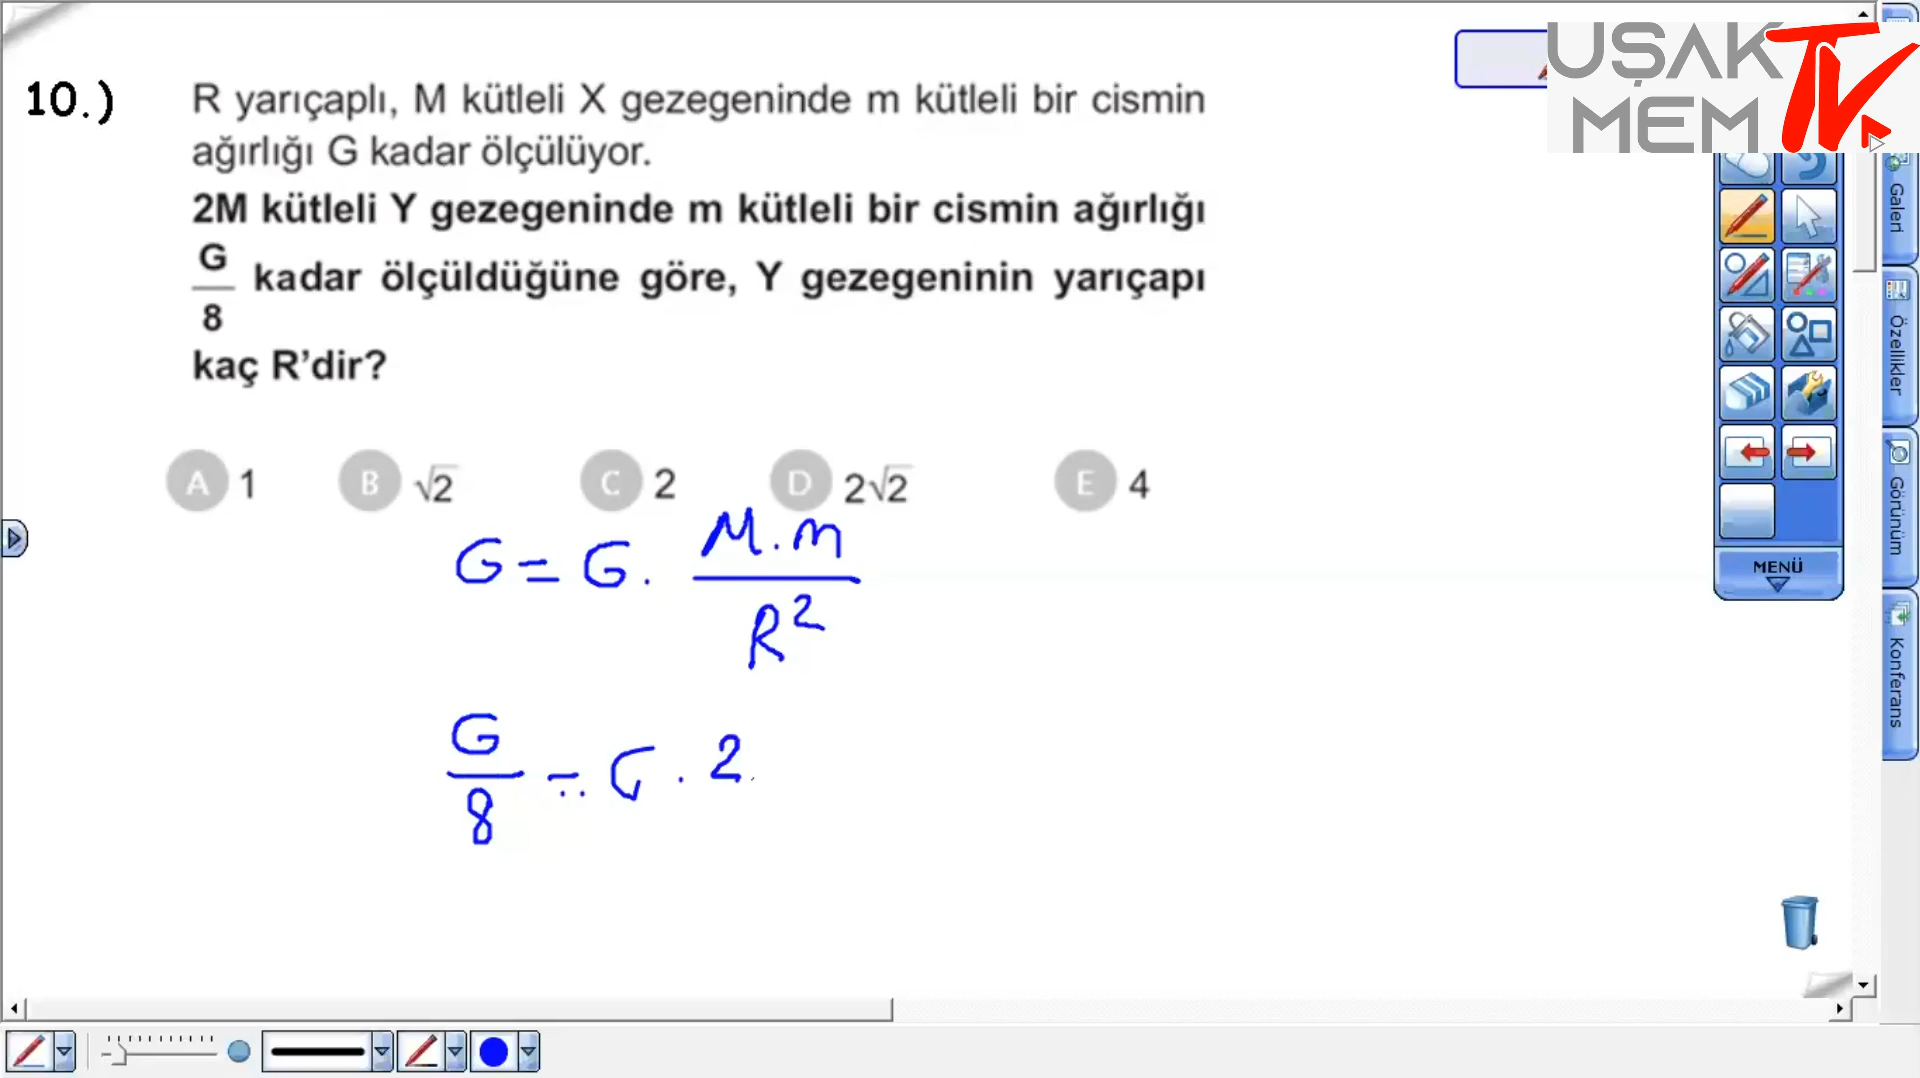 UŞAK
MEM TV
10.) R yarıçaplı, M kütleli X gezegeninde m kütleli bir cismin
ağırlığı G kadar ölçülüyor.
2M kütleli Y gezegeninde m kütleli bir cismin ağırlığı
G/8 kadar ölçüldüğüne göre, Y gezegeninin yarıçapı
kaç R'dir?
A 1 B √2 C 2 D 2√2 E 4
G = G . M.m / R²
G/8 = G . 2
MENÜ
Galeri
Özellikler
Görünüm
Konferans